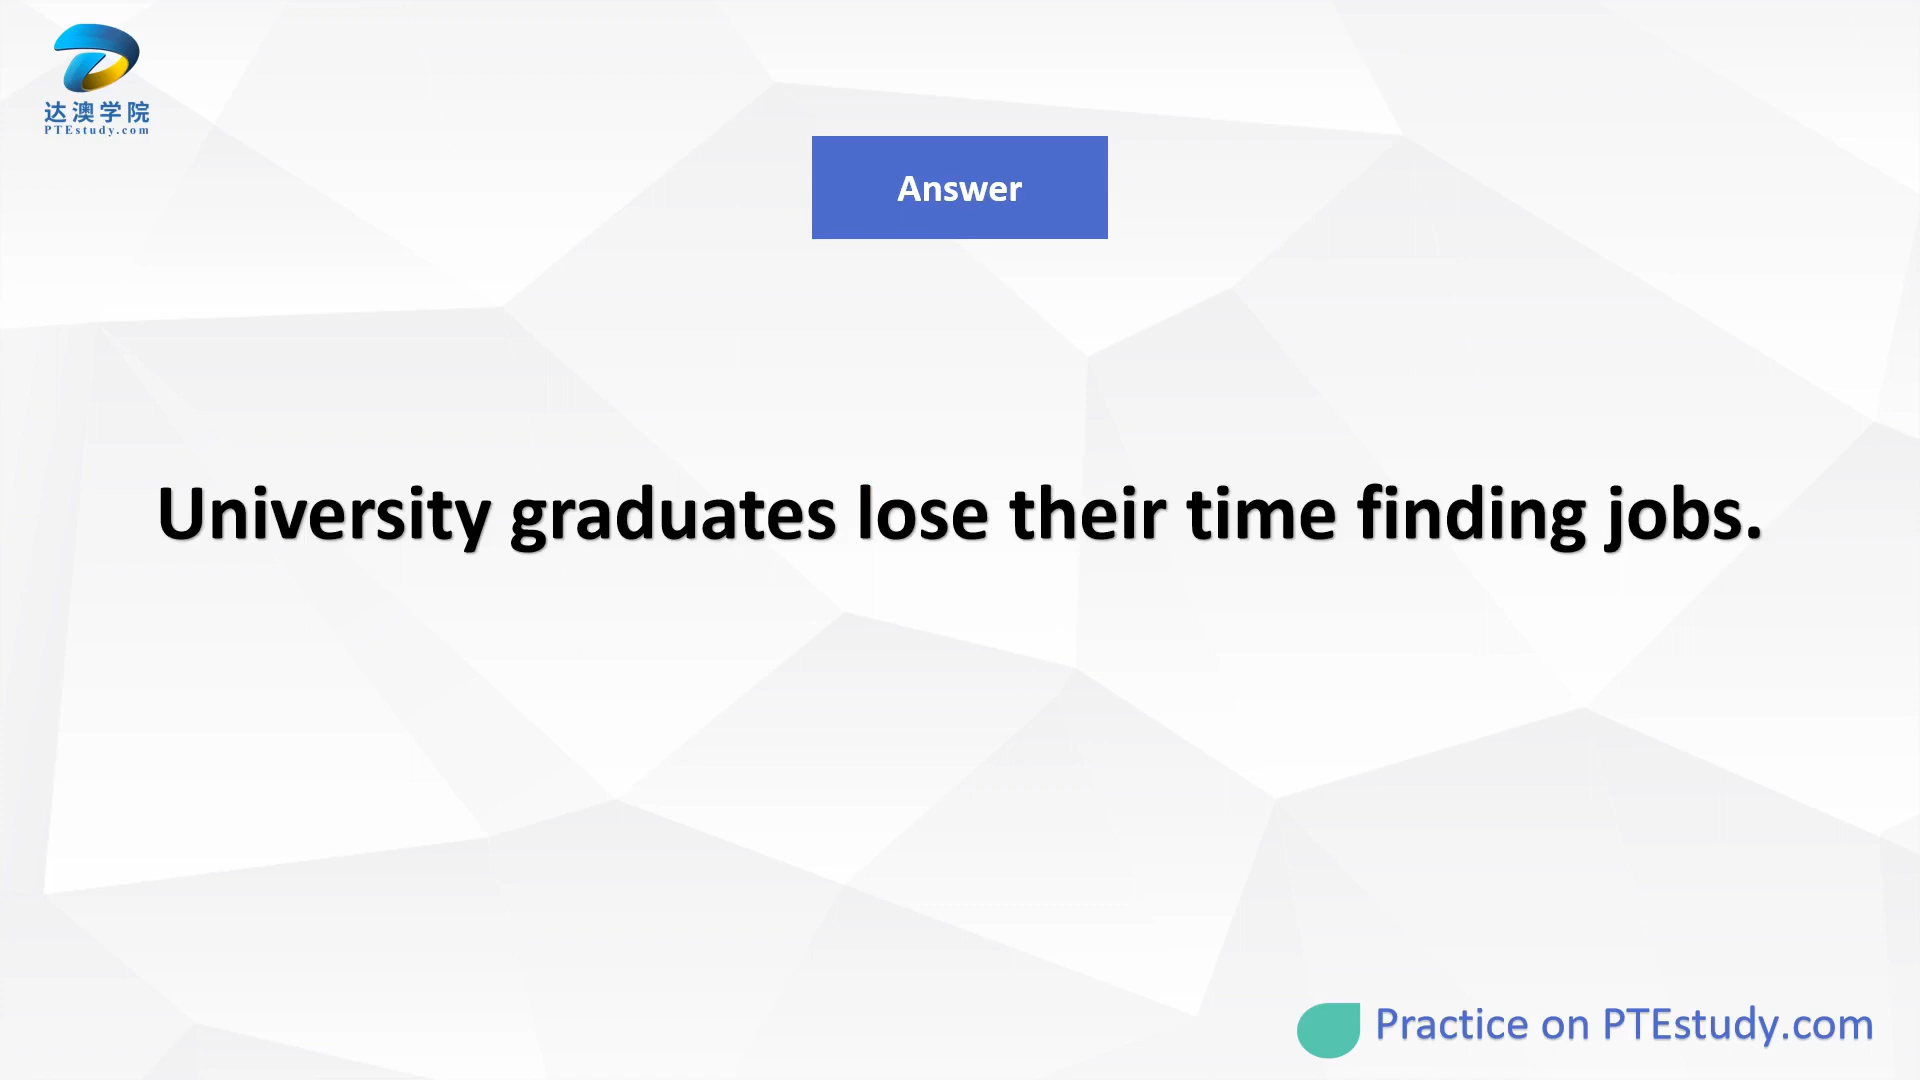 达澳学院
PTEstudy.com
Answer
University graduates lose their time finding jobs.
Practice on PTEstudy.com